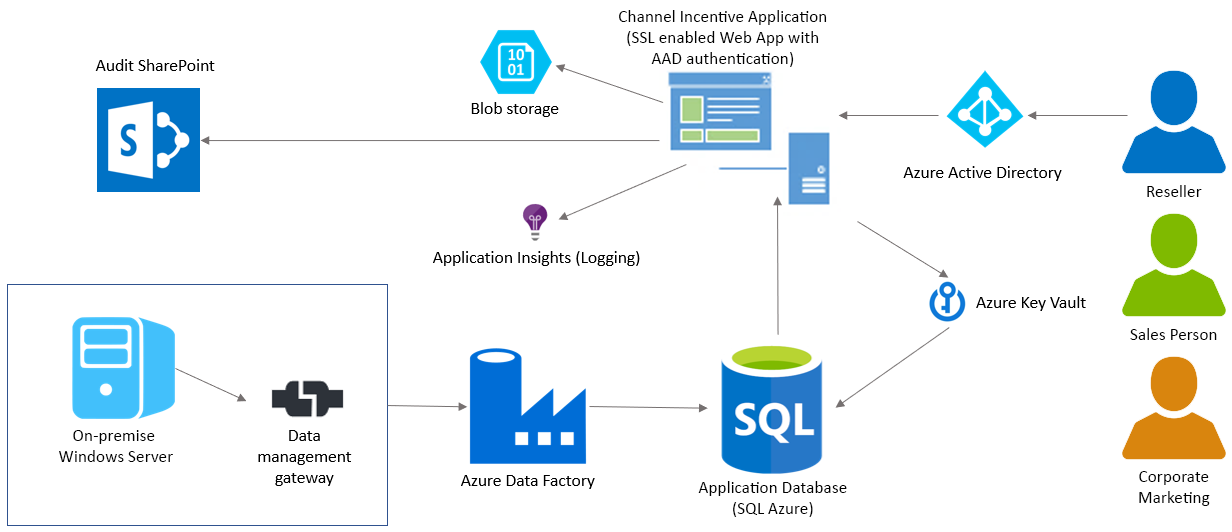 Channel Incentive Application
(SSL enabled Web App with
AAD authentication)
Audit SharePoint
S
10
01
Blob storage
Azure Active Directory
Reseller
Application Insights (Logging)
Azure Key Vault
Sales Person
On-premise
Windows Server
Data
management
gateway
Azure Data Factory
SQL
Application Database
(SQL Azure)
Corporate
Marketing